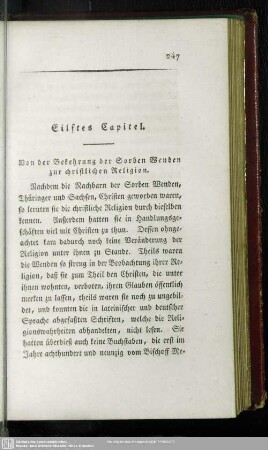 247
Eilftes Capitel.
Von der Bekehrung der Sorben Wenden
zur christlichen Religion.
Nachdem die Nachbarn der Sorben Wenden,
Thüringer und Sachsen, Christen geworden waren,
so lernten sie die christliche Religion durch dieselben
kennen. Außerdem hatten sie in Handlungsge-
schäften viel mit Christen zu thun. Dessen ohnge-
achtet kam dadurch noch keine Veränderung der
Religion unter ihnen zu Stande. Theils waren
die Wenden so streng in der Beobachtung ihrer Re-
ligion, daß sie zum Theil den Christen, die unter
ihnen wohnten, verboten, ihren Glauben öffentlich
merken zu lassen, theils waren sie noch zu ungebil-
det, und konnten die in lateinischer und deutscher
Sprache abgefaßten Schriften, welche die Reli-
gionswahrheiten abhandelten, nicht lesen. Sie
hatten überdieß auch keine Buchstaben, die erst im
Jahre achthundert und neunzig vom Bischoff Me-